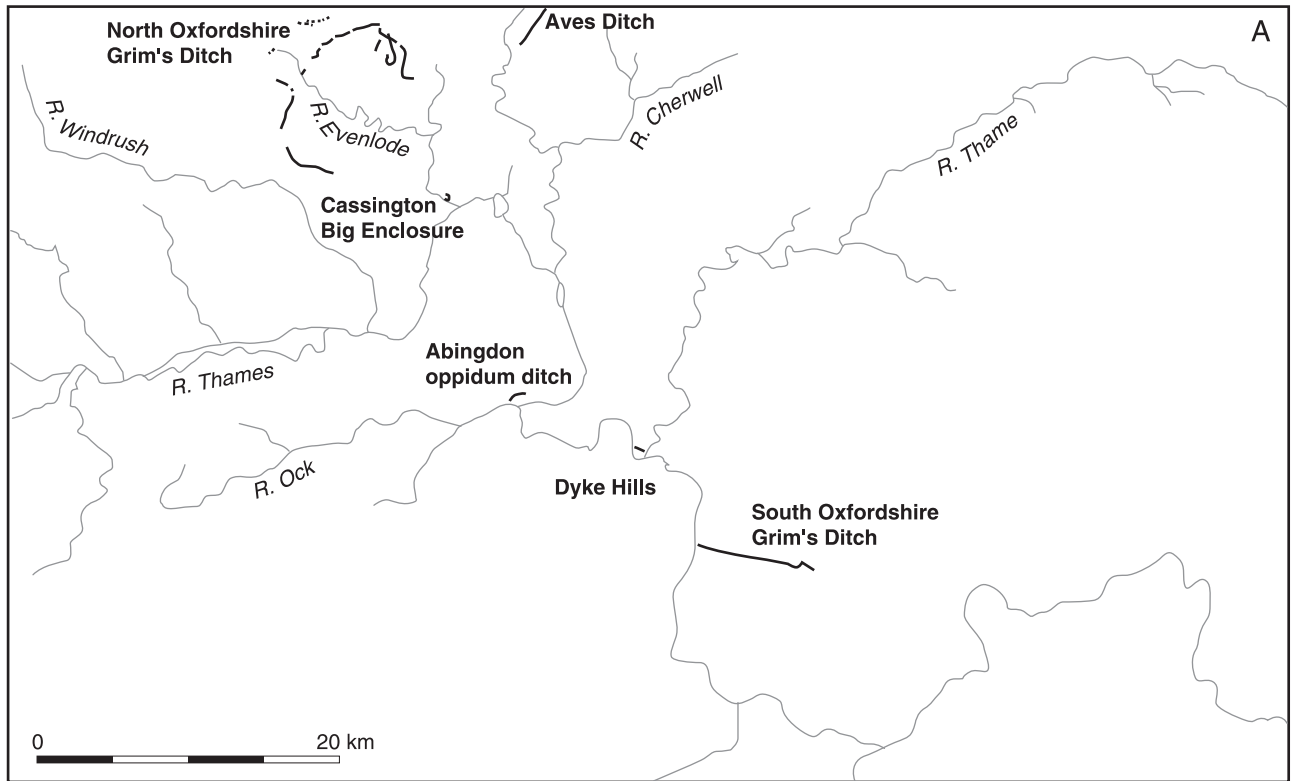 North Oxfordshire
Grim's Ditch
Aves Ditch
A
R. Windrush
R.Evenlode
R. Cherwell
R. Thame
Cassington
Big Enclosure
Abingdon
oppidum ditch
R. Thames
R. Ock
Dyke Hills
South Oxfordshire
Grim's Ditch
0 20 km